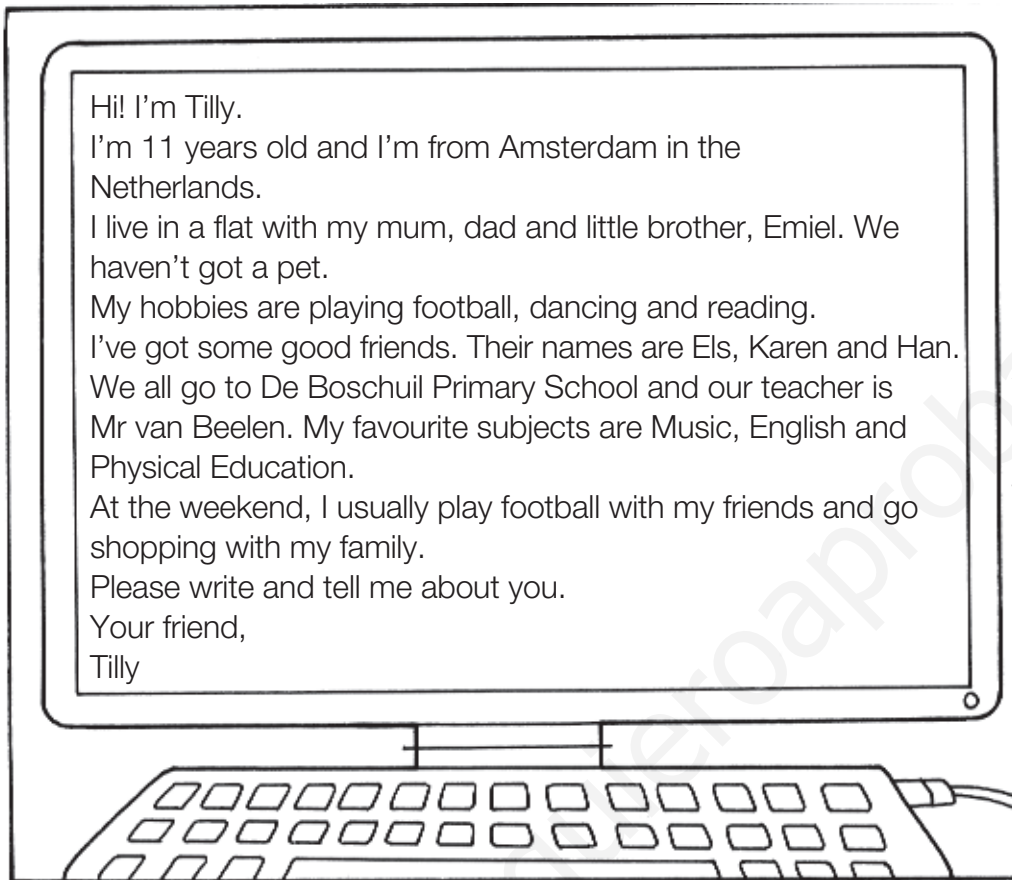 Hi! I'm Tilly.
I'm 11 years old and I'm from Amsterdam in the
Netherlands.
I live in a flat with my mum, dad and little brother, Emiel. We
haven't got a pet.
My hobbies are playing football, dancing and reading.
I've got some good friends. Their names are Els, Karen and Han.
We all go to De Boschuil Primary School and our teacher is
Mr van Beelen. My favourite subjects are Music, English and
Physical Education.
At the weekend, I usually play football with my friends and go
shopping with my family.
Please write and tell me about you.
Your friend,
Tilly